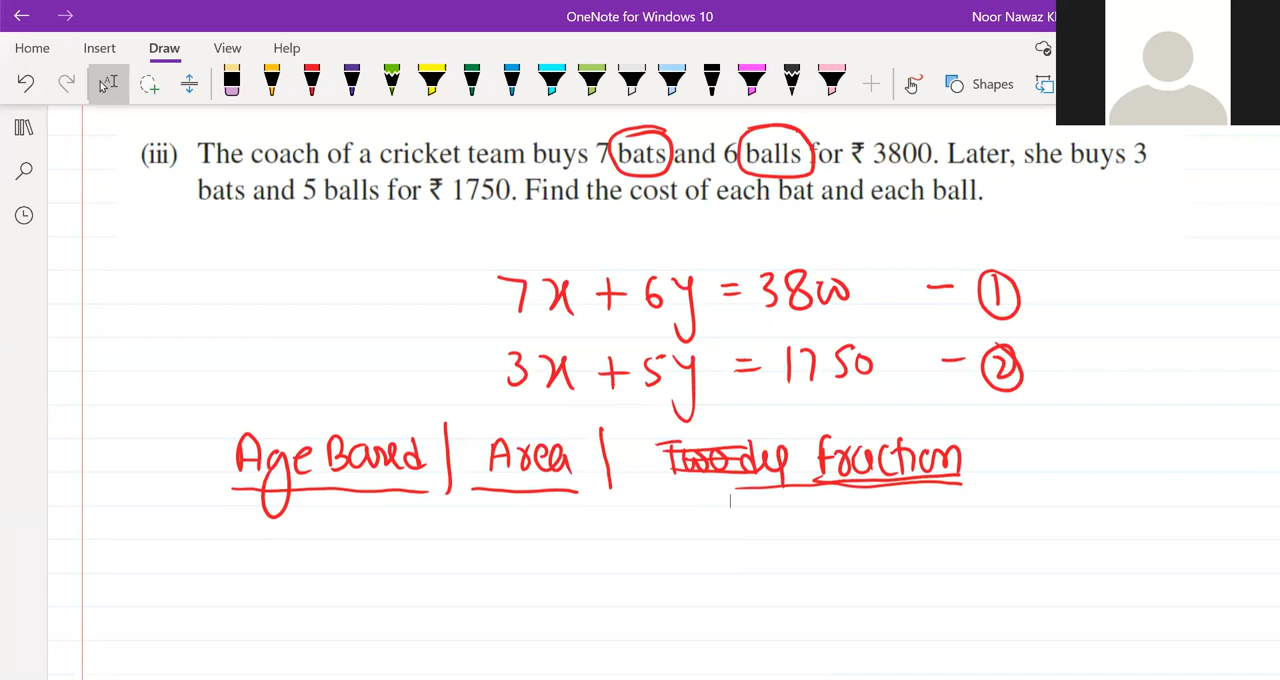 OneNote for Windows 10
Noor Nawaz Kh
Home Insert Draw View Help
Shapes
(iii) The coach of a cricket team buys 7 bats and 6 balls for ₹ 3800. Later, she buys 3
bats and 5 balls for ₹ 1750. Find the cost of each bat and each ball.
7x + 6y = 3800 - ①
3x + 5y = 1750 - ②
Age Based | Area | fraction